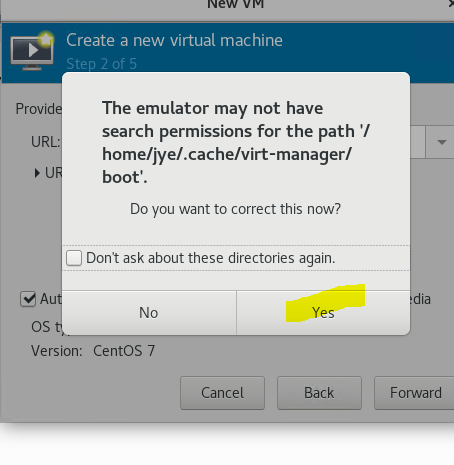 New VM
Create a new virtual machine
Step 2 of 5
The emulator may not have
search permissions for the path '/
home/jye/.cache/virt-manager/
boot'.
Do you want to correct this now?
Don't ask about these directories again.
No
Yes
Provide
URL:
UR
Aut
edia
OS ty
Version: CentOS 7
Cancel
Back
Forward